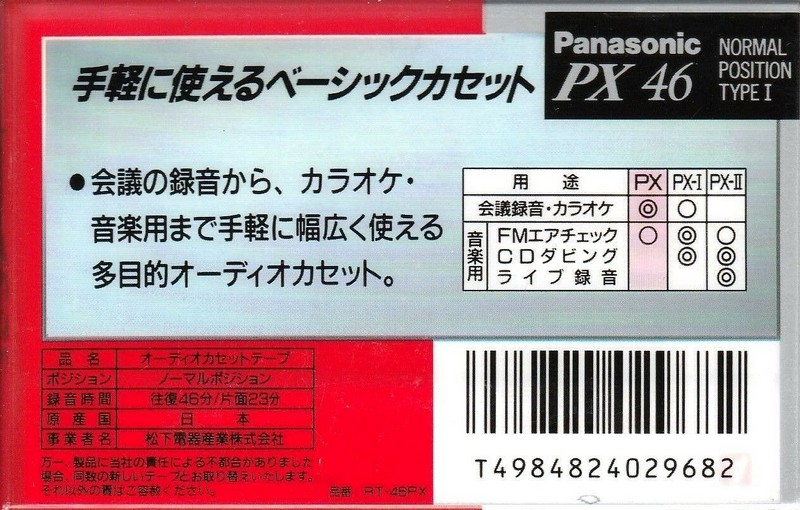 手軽に使えるベーシックカセット
Panasonic
PX 46
NORMAL
POSITION
TYPE I
●会議の録音から、カラオケ・
音楽用まで手軽に幅広く使える
多目的オーディオカセット。
用途 PX PX-I PX-II
会議録音・カラオケ ◎ ○
音楽用
FMエアチェック ○ ◎ ○
CDダビング ◎ ◎
ライブ録音 ◎
品名 オーディオカセットテープ
ポジション ノーマルポジション
録音時間 往復46分/片面23分
原産国 日本
事業者名 松下電器産業株式会社
万一、製品に当社の責任による不都合がありました
場合、同数の新しいテープとお取り替えいたします。
それ以外の責はご容赦ください。
品番 RT-46PX
T4984824029682